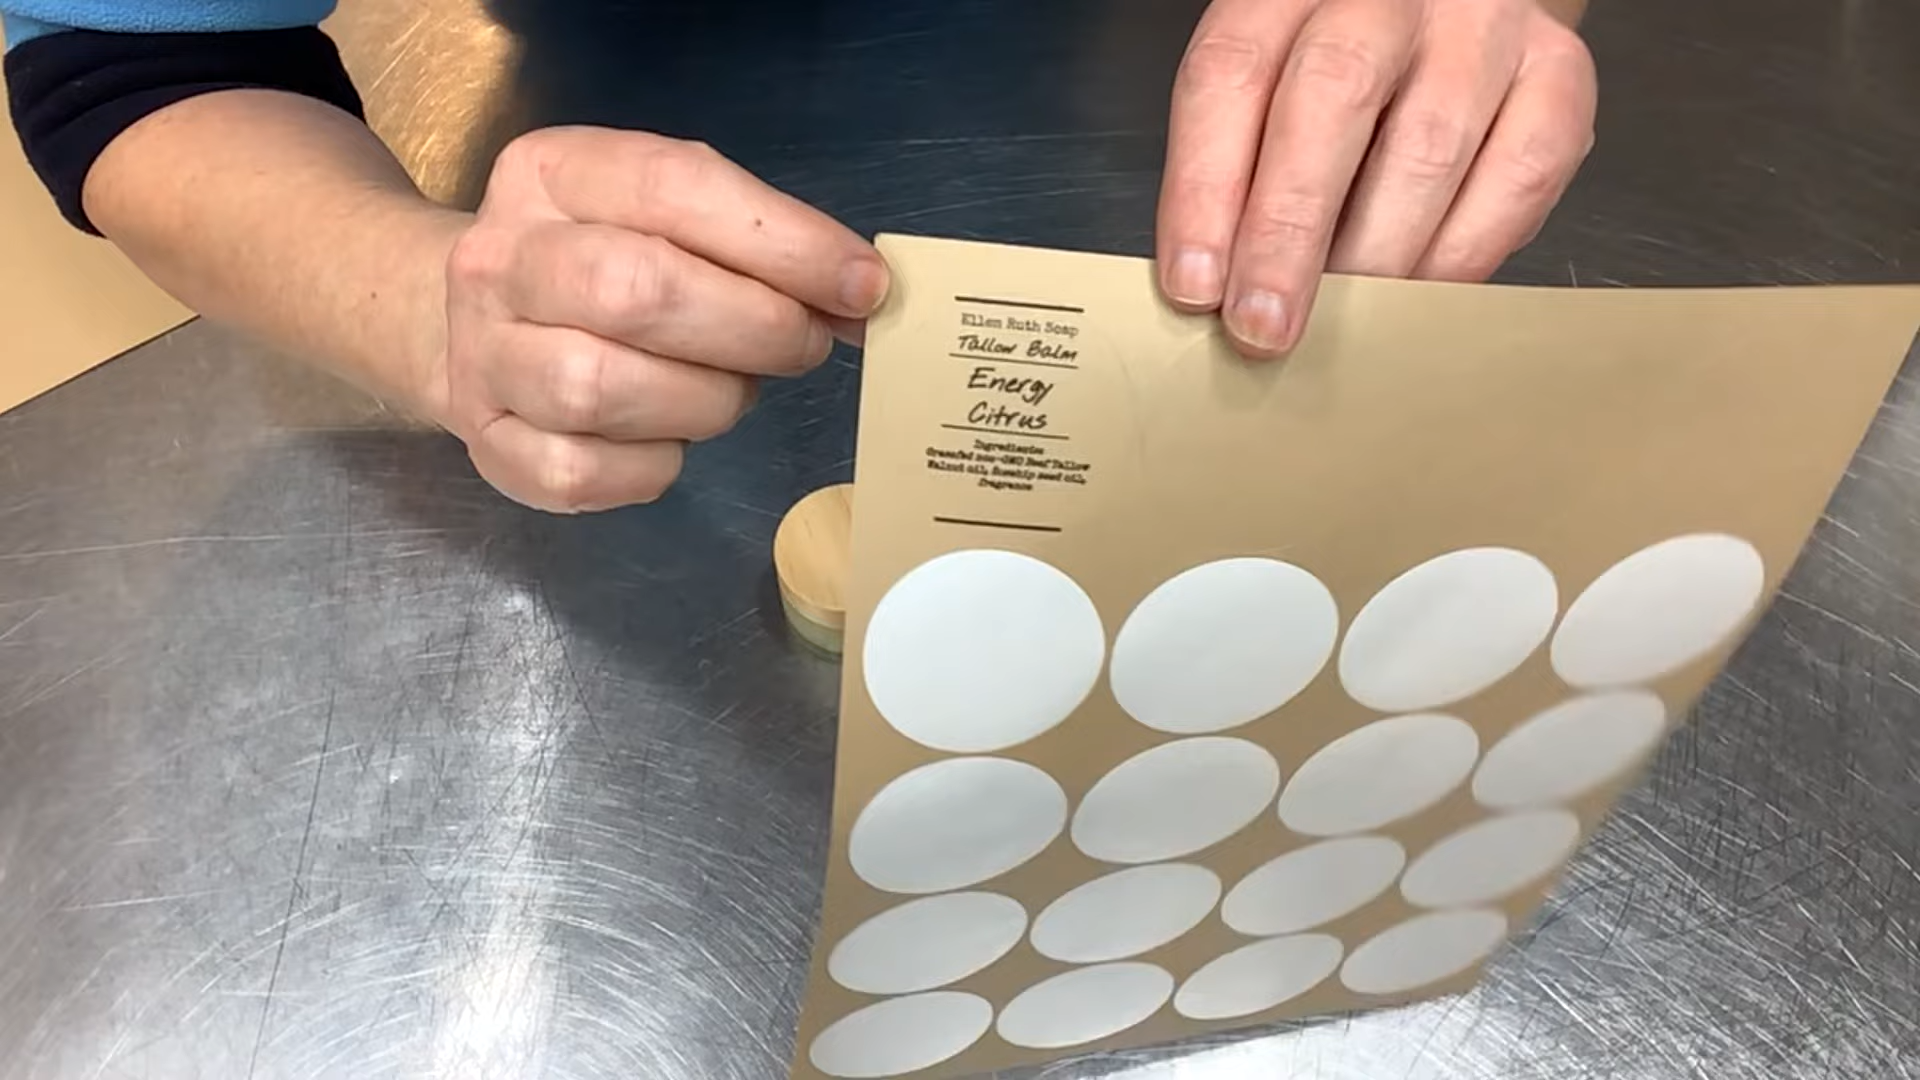 Ellen Ruth Soap
Tallow Balm
Energy
Citrus
Ingredients
Grassfed non-GMO Beef Tallow
Walnut oil, Rosehip seed oil,
fragrance